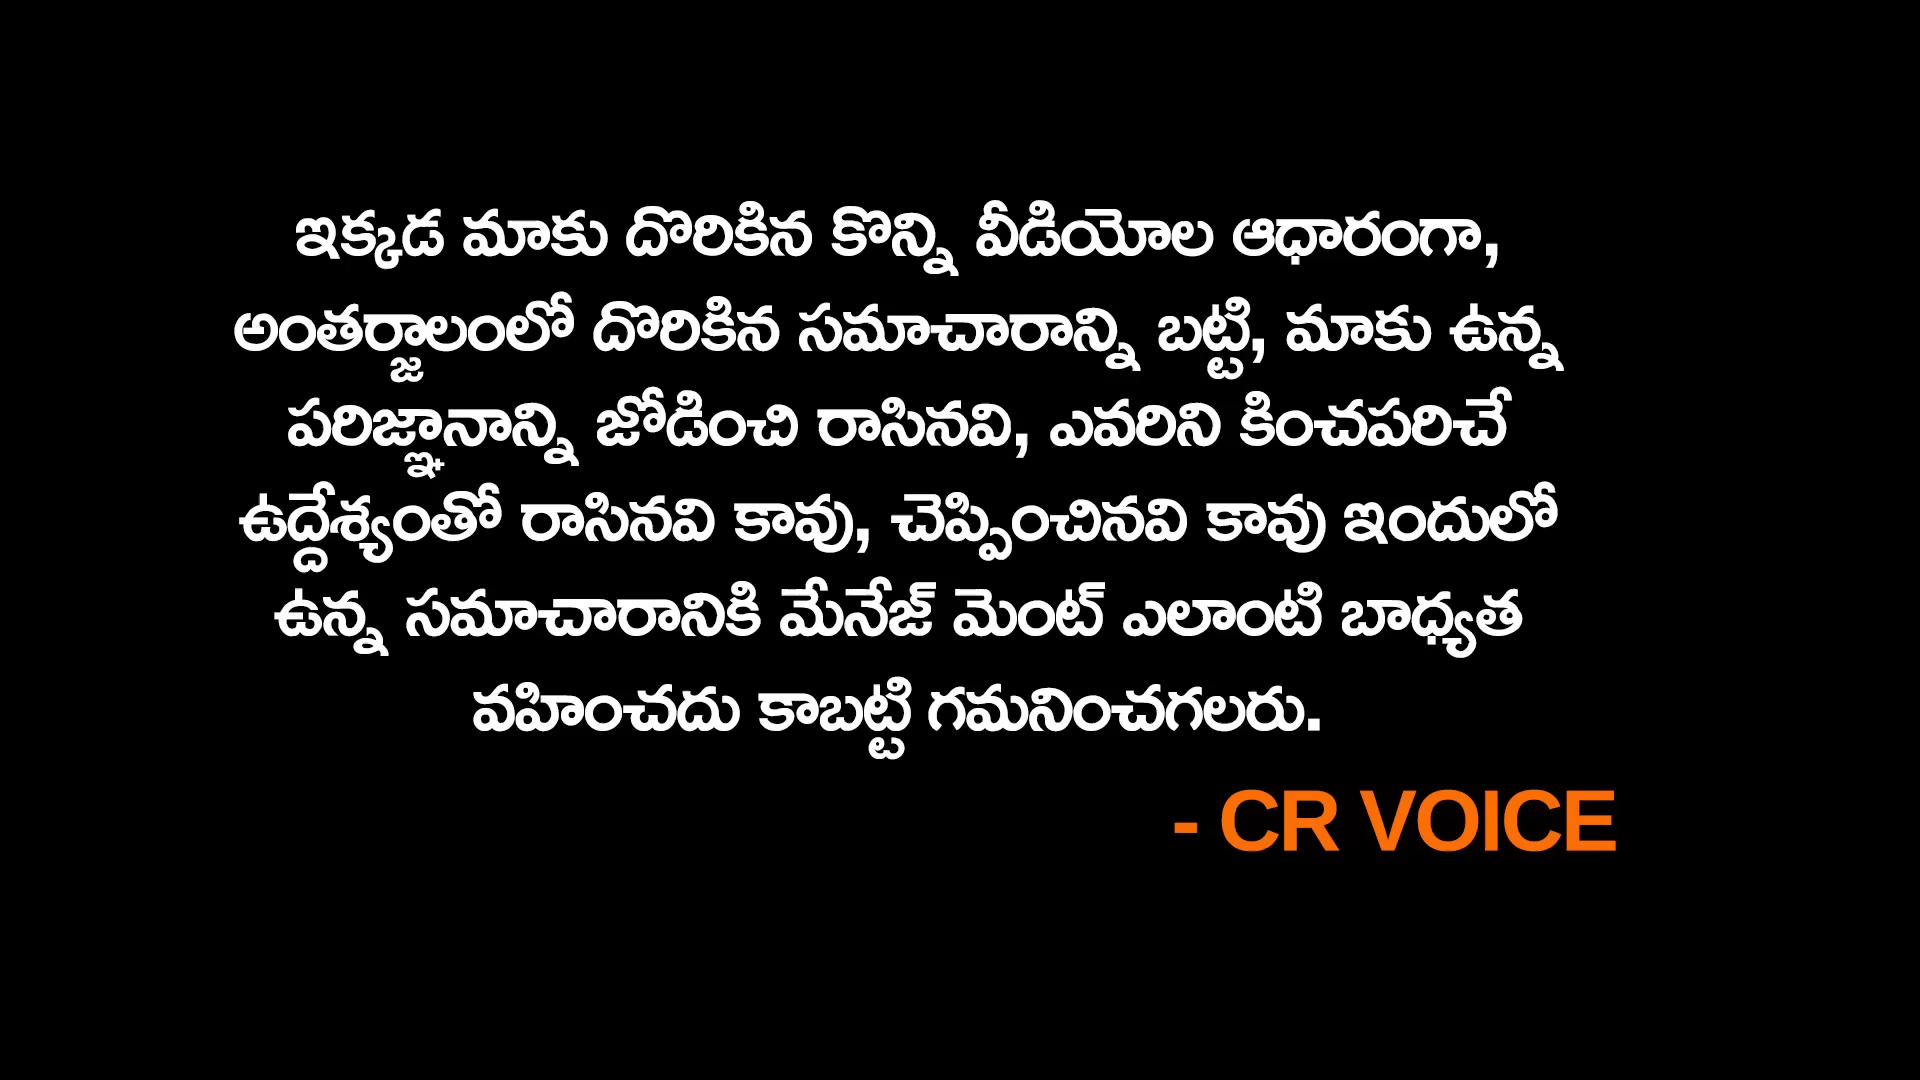 ఇక్కడ మాకు దొరికిన కొన్ని వీడియోల ఆధారంగా,
అంతర్జాలంలో దొరికిన సమాచారాన్ని బట్టి, మాకు ఉన్న
పరిజ్ఞానాన్ని జోడించి రాసినవి, ఎవరిని కించపరిచే
ఉద్దేశ్యంతో రాసినవి కావు, చెప్పించినవి కావు ఇందులో
ఉన్న సమాచారానికి మేనేజ్ మెంట్ ఎలాంటి బాధ్యత
వహించదు కాబట్టి గమనించగలరు.
- CR VOICE